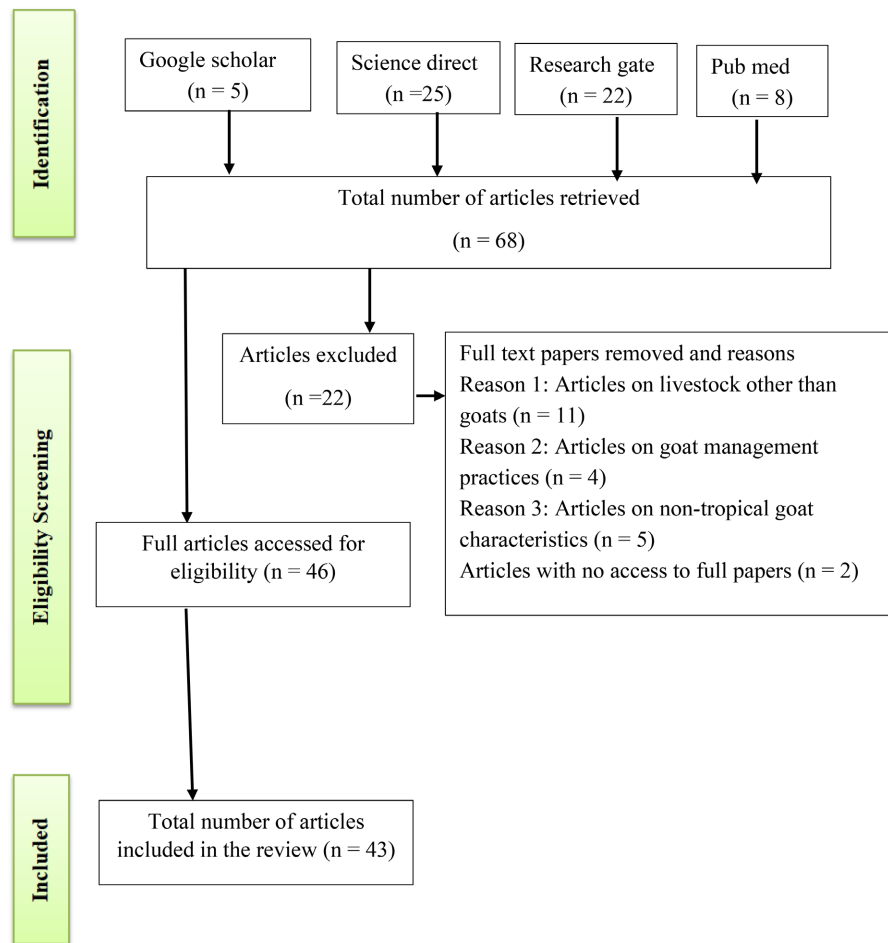 Identification
Google scholar
(n = 5)
Science direct
(n =25)
Research gate
(n = 22)
Pub med
(n = 8)
Total number of articles retrieved
(n = 68)
Eligibility Screening
Articles excluded
(n =22)
Full text papers removed and reasons
Reason 1: Articles on livestock other than
goats (n = 11)
Reason 2: Articles on goat management
practices (n = 4)
Reason 3: Articles on non-tropical goat
characteristics (n = 5)
Articles with no access to full papers (n = 2)
Full articles accessed for
eligibility (n = 46)
Included
Total number of articles
included in the review (n = 43)